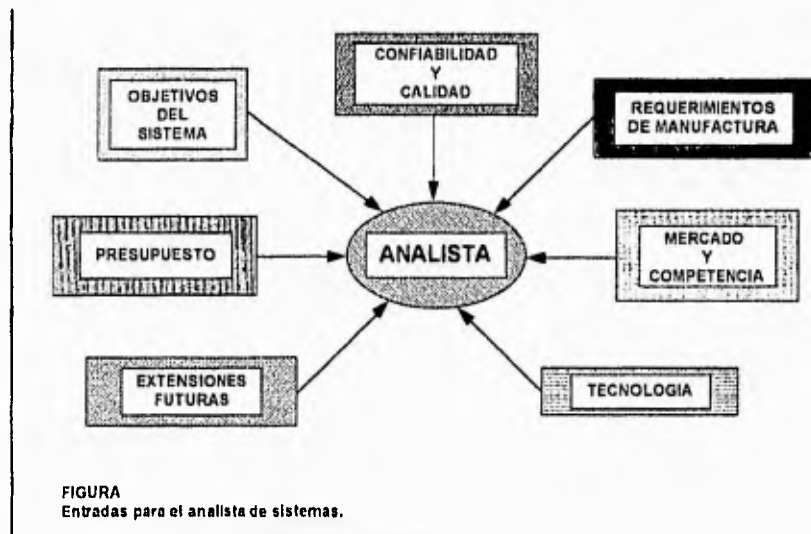 CONFIABILIDAD
Y
CALIDAD
OBJETIVOS
DEL
SISTEMA
REQUERIMIENTOS
DE MANUFACTURA
PRESUPUESTO
ANALISTA
MERCADO
Y
COMPETENCIA
EXTENSIONES
FUTURAS
TECNOLOGIA
FIGURA
Entradas para el analista de sistemas.